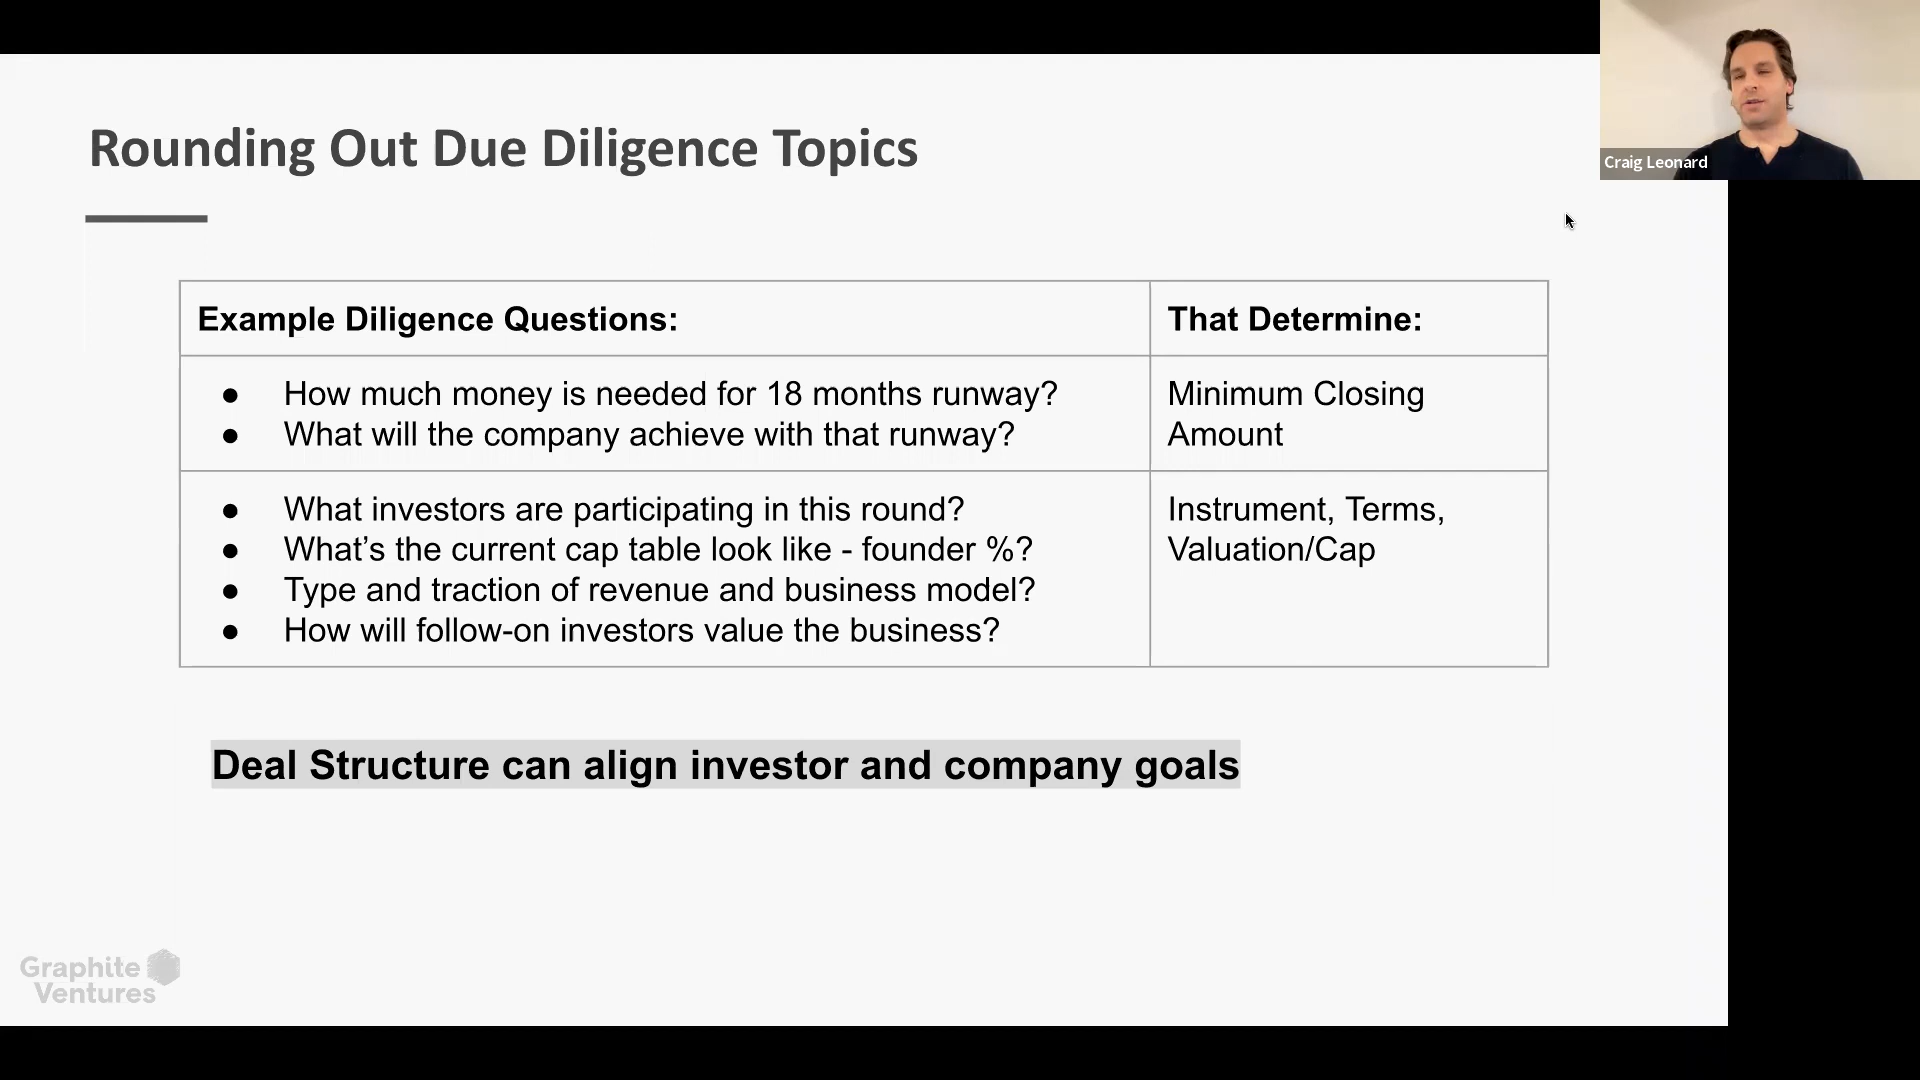 Rounding Out Due Diligence Topics
Craig Leonard
Example Diligence Questions:
That Determine:
● How much money is needed for 18 months runway?
● What will the company achieve with that runway?
Minimum Closing
Amount
● What investors are participating in this round?
● What’s the current cap table look like - founder %?
● Type and traction of revenue and business model?
● How will follow-on investors value the business?
Instrument, Terms,
Valuation/Cap
Deal Structure can align investor and company goals
Graphite
Ventures